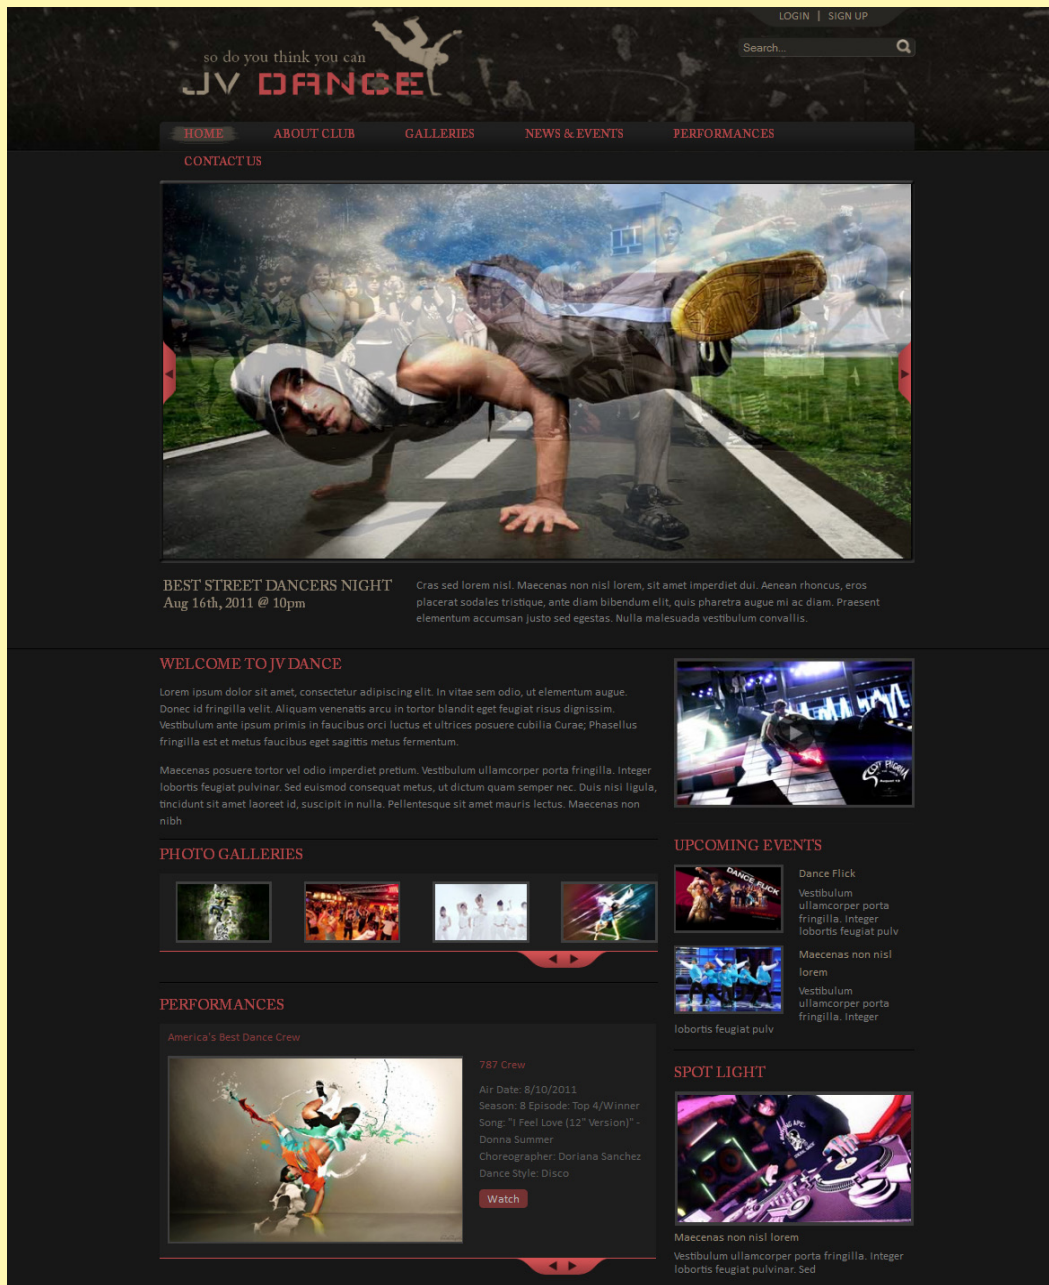 LOGIN | SIGN UP
Search...
so do you think you can
JV DANCE
HOME ABOUT CLUB GALLERIES NEWS & EVENTS PERFORMANCES
CONTACT US
BEST STREET DANCERS NIGHT
Aug 16th, 2011 @ 10pm
Cras sed lorem nisl. Maecenas non nisl lorem, sit amet imperdiet dui. Aenean rhoncus, eros
placerat sodales tristique, ante diam bibendum elit, quis pharetra augue mi ac diam. Praesent
elementum accumsan justo sed egestas. Nulla malesuada vestibulum convallis.
WELCOME TO JV DANCE
Lorem ipsum dolor sit amet, consectetur adipiscing elit. In vitae sem odio, ut elementum augue.
Donec id fringilla velit. Aliquam venenatis arcu in tortor blandit eget feugiat risus dignissim.
Vestibulum ante ipsum primis in faucibus orci luctus et ultrices posuere cubilia Curae; Phasellus
fringilla est et metus faucibus eget sagittis metus fermentum.
Maecenas posuere tortor vel odio imperdiet pretium. Vestibulum ullamcorper porta fringilla. Integer
lobortis feugiat pulvinar. Sed euismod consequat metus, ut dictum quam semper nec. Duis nisi ligula,
tincidunt sit amet laoreet id, suscipit in nulla. Pellentesque sit amet mauris lectus. Maecenas non
nibh
PHOTO GALLERIES
PERFORMANCES
America's Best Dance Crew
787 Crew
Air Date: 8/10/2011
Season: 8 Episode: Top 4/Winner
Song: "I Feel Love (12" Version)" -
Donna Summer
Choreographer: Doriana Sanchez
Dance Style: Disco
Watch
SCOTT PILGRIM
UPCOMING EVENTS
DANCE FLICK
Dance Flick
Vestibulum
ullamcorper porta
fringilla. Integer
lobortis feugiat pulv
Maecenas non nisl
lorem
Vestibulum
ullamcorper porta
fringilla. Integer
lobortis feugiat pulv
SPOT LIGHT
Maecenas non nisl lorem
Vestibulum ullamcorper porta fringilla. Integer
lobortis feugiat pulvinar. Sed